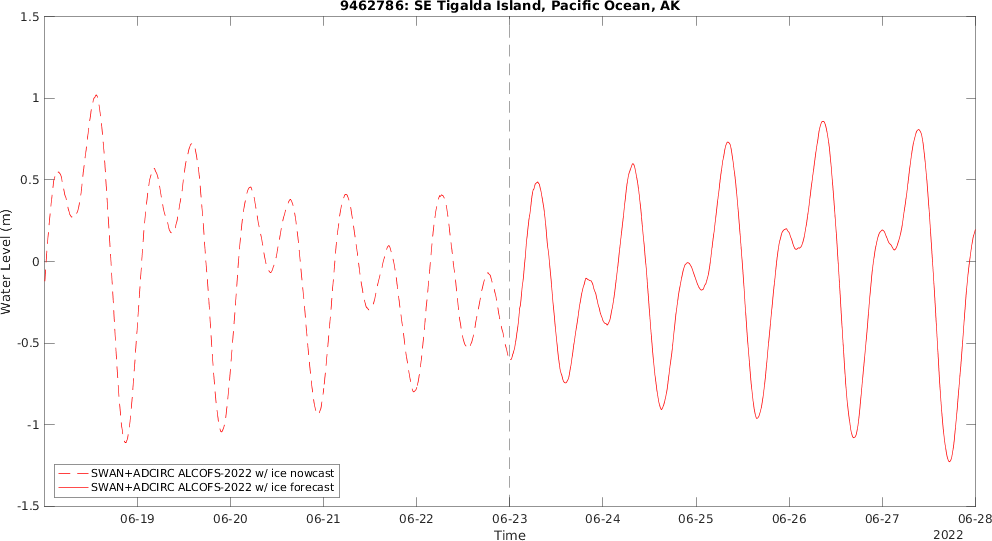 9462786: SE Tigalda Island, Pacific Ocean, AK
1.5
1
0.5
0
-0.5
-1
-1.5
Water Level (m)
SWAN+ADCIRC ALCOFS-2022 w/ ice nowcast
SWAN+ADCIRC ALCOFS-2022 w/ ice forecast
06-19 06-20 06-21 06-22 06-23 06-24 06-25 06-26 06-27 06-28
Time
2022